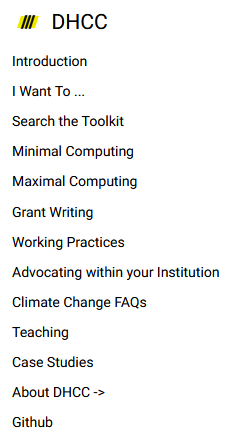 DHCC
Introduction
I Want To ...
Search the Toolkit
Minimal Computing
Maximal Computing
Grant Writing
Working Practices
Advocating within your Institution
Climate Change FAQs
Teaching
Case Studies
About DHCC ->
Github